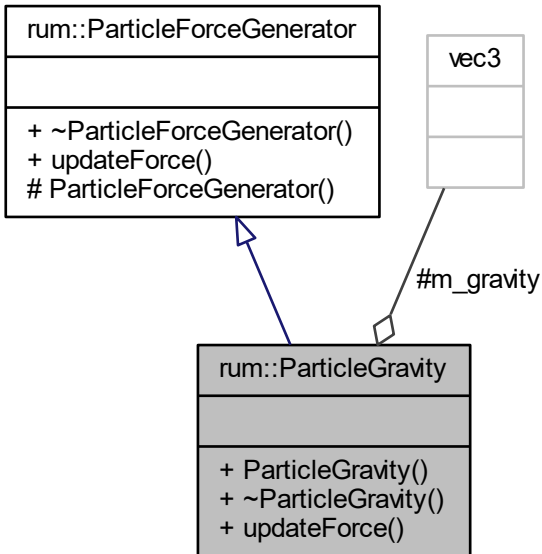 rum::ParticleForceGenerator
+ ~ParticleForceGenerator()
+ updateForce()
# ParticleForceGenerator()
vec3
#m_gravity
rum::ParticleGravity
+ ParticleGravity()
+ ~ParticleGravity()
+ updateForce()